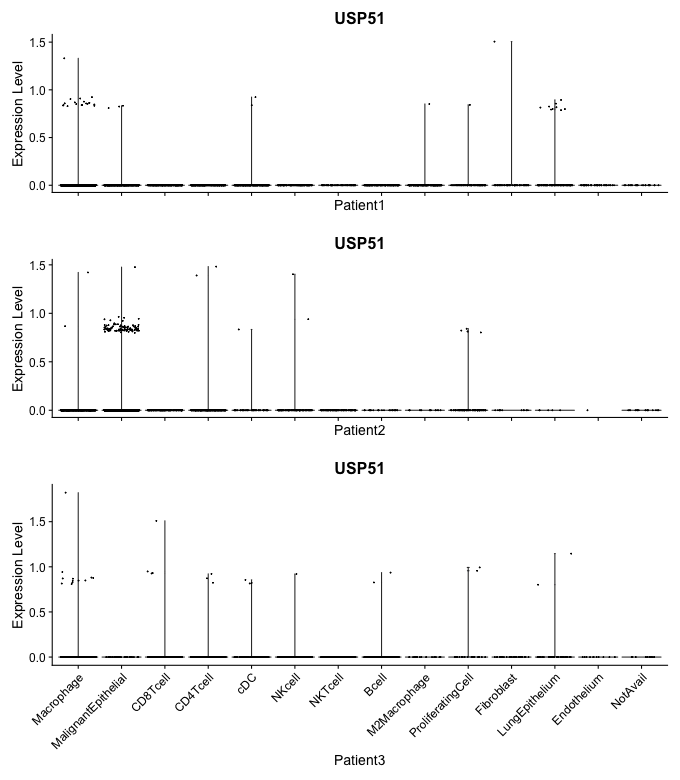 USP51
Expression Level
1.5
1.0
0.5
0.0
Patient1
USP51
Expression Level
1.5
1.0
0.5
0.0
Patient2
USP51
Expression Level
1.5
1.0
0.5
0.0
Macrophage
MalignantEpithelial
CD8Tcell
CD4Tcell
cDC
NKcell
NKTcell
Bcell
M2Macrophage
ProliferatingCell
Fibroblast
LungEpithelium
Endothelium
NotAvail
Patient3